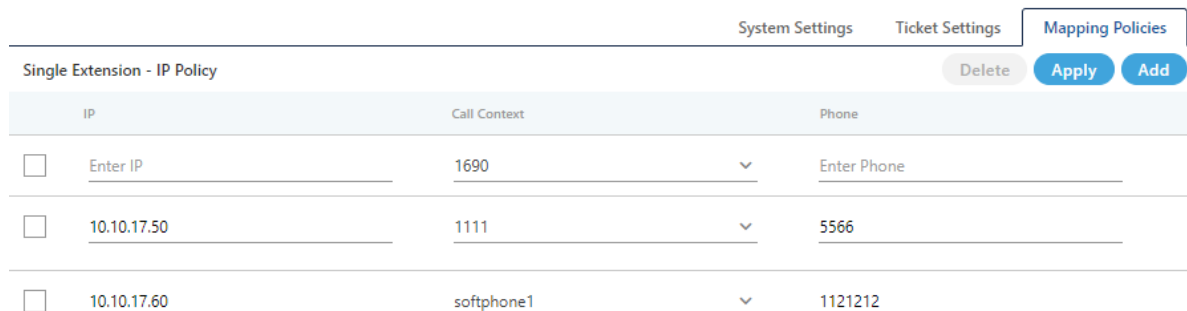 System Settings Ticket Settings Mapping Policies
Single Extension - IP Policy Delete Apply Add
IP Call Context Phone
Enter IP 1690 Enter Phone
10.10.17.50 1111 5566
10.10.17.60 softphone1 1121212